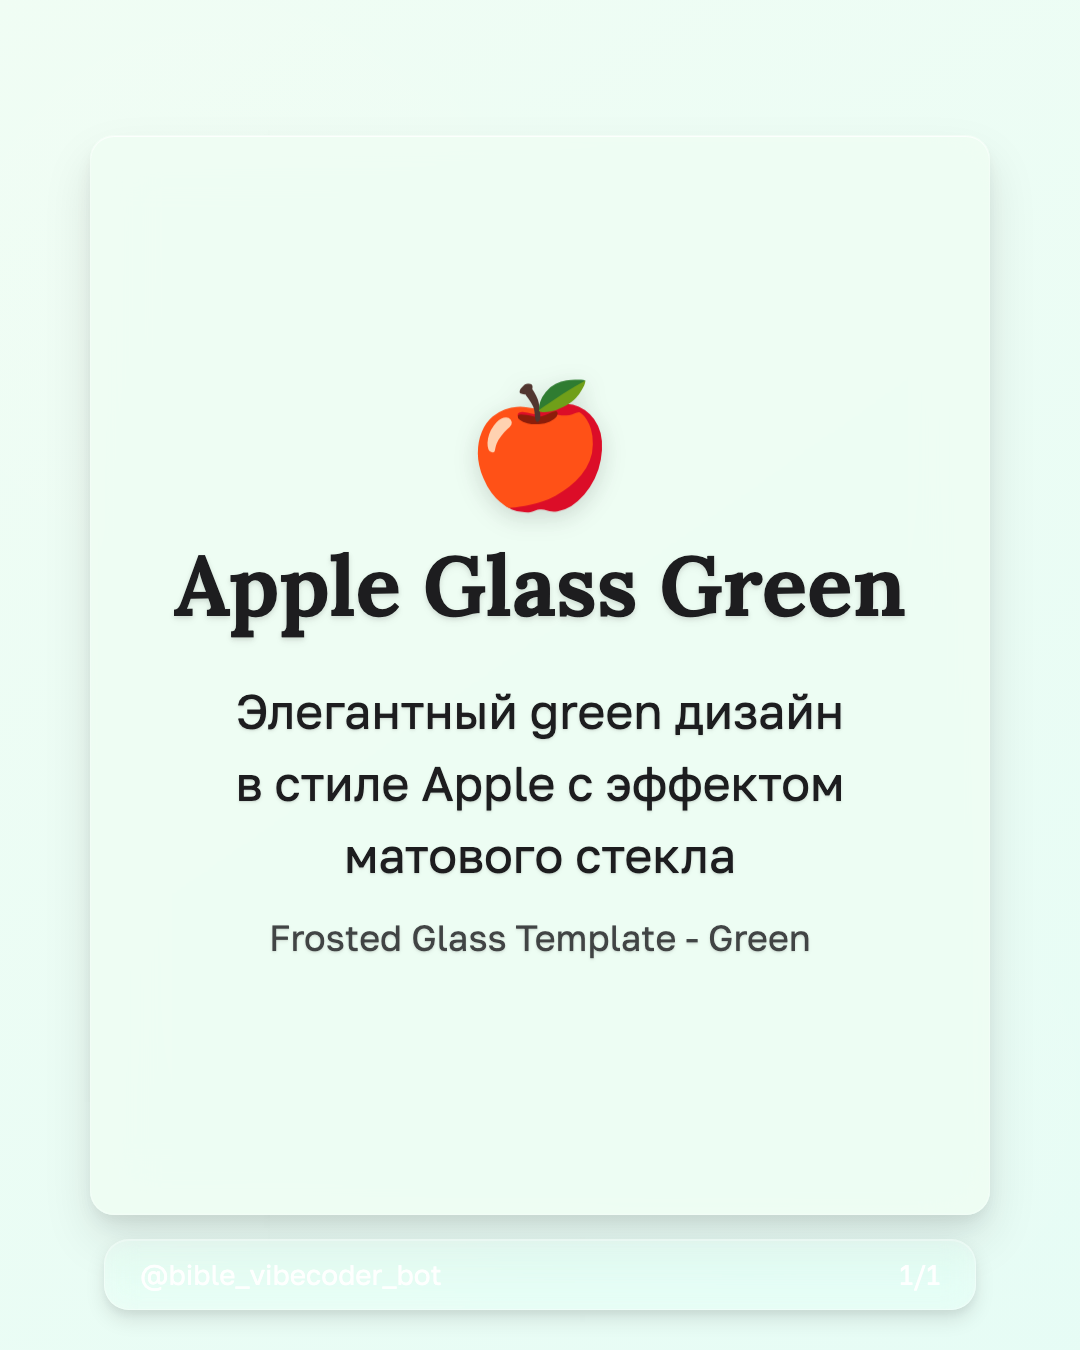 Apple Glass Green
Элегантный green дизайн
в стиле Apple с эффектом
матового стекла
Frosted Glass Template - Green
@bible_vibecoder_bot
1/1